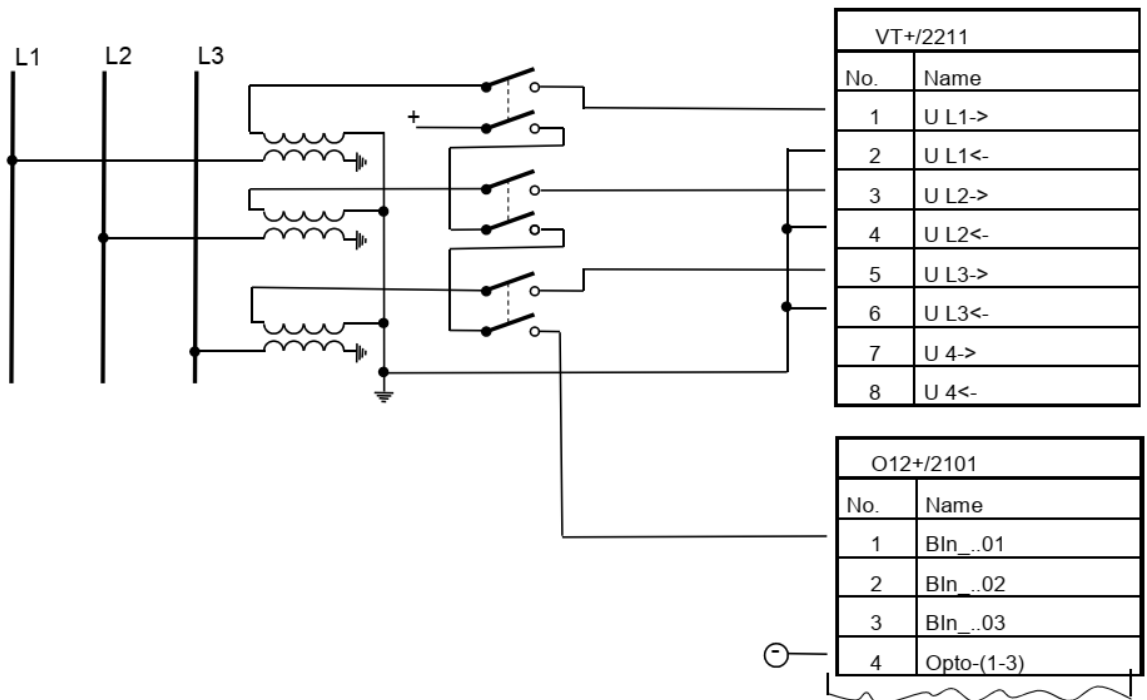 L1 L2 L3
+
VT+/2211
No. Name
1 U L1->
2 U L1<-
3 U L2->
4 U L2<-
5 U L3->
6 U L3<-
7 U 4->
8 U 4<-
O12+/2101
No. Name
1 BIn_..01
2 BIn_..02
3 BIn_..03
- 4 Opto-(1-3)